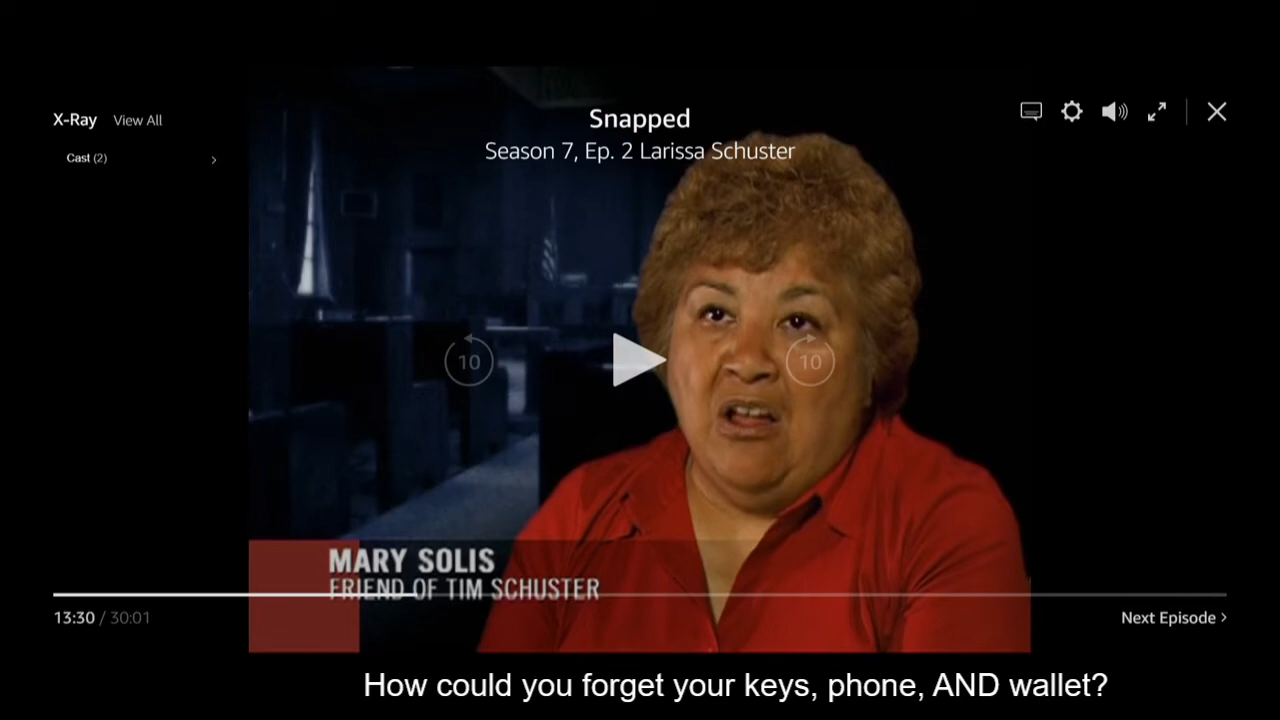 X-Ray View All
Cast (2)
Snapped
Season 7, Ep. 2 Larissa Schuster
10
10
MARY SOLIS
FRIEND OF TIM SCHUSTER
13:30 / 30:01
Next Episode
How could you forget your keys, phone, AND wallet?